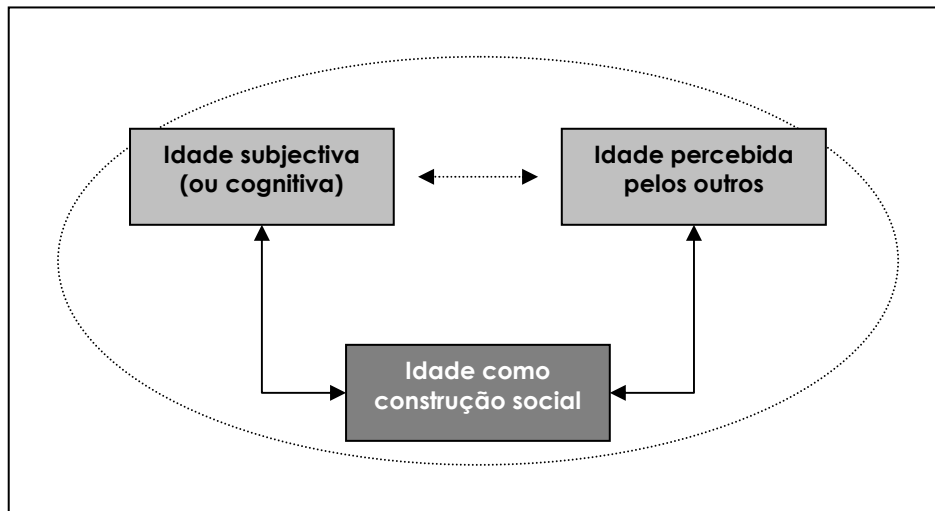 Idade subjectiva
(ou cognitiva)
Idade percebida
pelos outros
Idade como
construção social